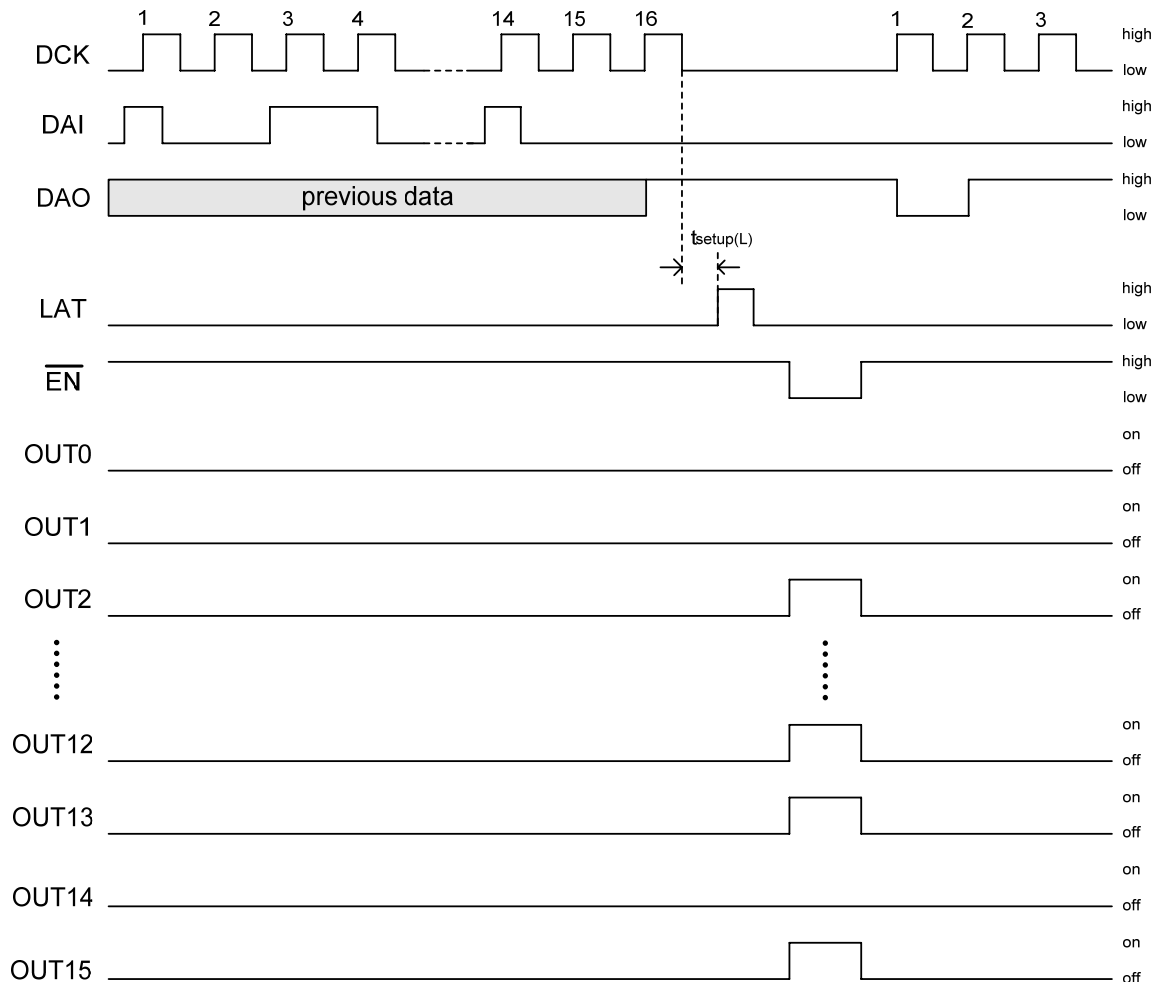 1 2 3 4 14 15 16 1 2 3
DCK high
low
DAI high
low
DAO previous data high
low
tsetup(L)
LAT high
low
EN high
low
OUT0 on
off
OUT1 on
off
OUT2 on
off
OUT12 on
off
OUT13 on
off
OUT14 on
off
OUT15 on
off